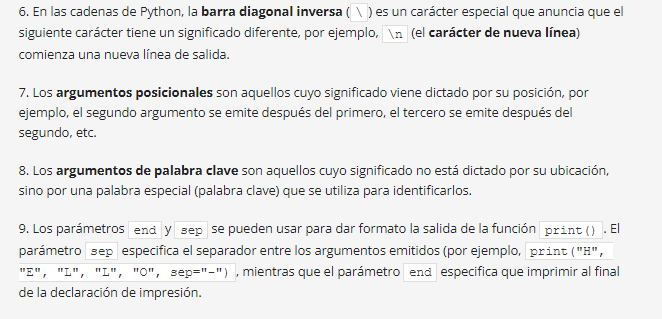 6. En las cadenas de Python, la barra diagonal inversa ( \ ) es un carácter especial que anuncia que el
siguiente carácter tiene un significado diferente, por ejemplo, \n (el carácter de nueva línea)
comienza una nueva línea de salida.
7. Los argumentos posicionales son aquellos cuyo significado viene dictado por su posición, por
ejemplo, el segundo argumento se emite después del primero, el tercero se emite después del
segundo, etc.
8. Los argumentos de palabra clave son aquellos cuyo significado no está dictado por su ubicación,
sino por una palabra especial (palabra clave) que se utiliza para identificarlos.
9. Los parámetros end y sep se pueden usar para dar formato la salida de la función print() . El
parámetro sep especifica el separador entre los argumentos emitidos (por ejemplo, print("H",
"E", "L", "L", "O", sep="-") , mientras que el parámetro end especifica que imprimir al final
de la declaración de impresión.